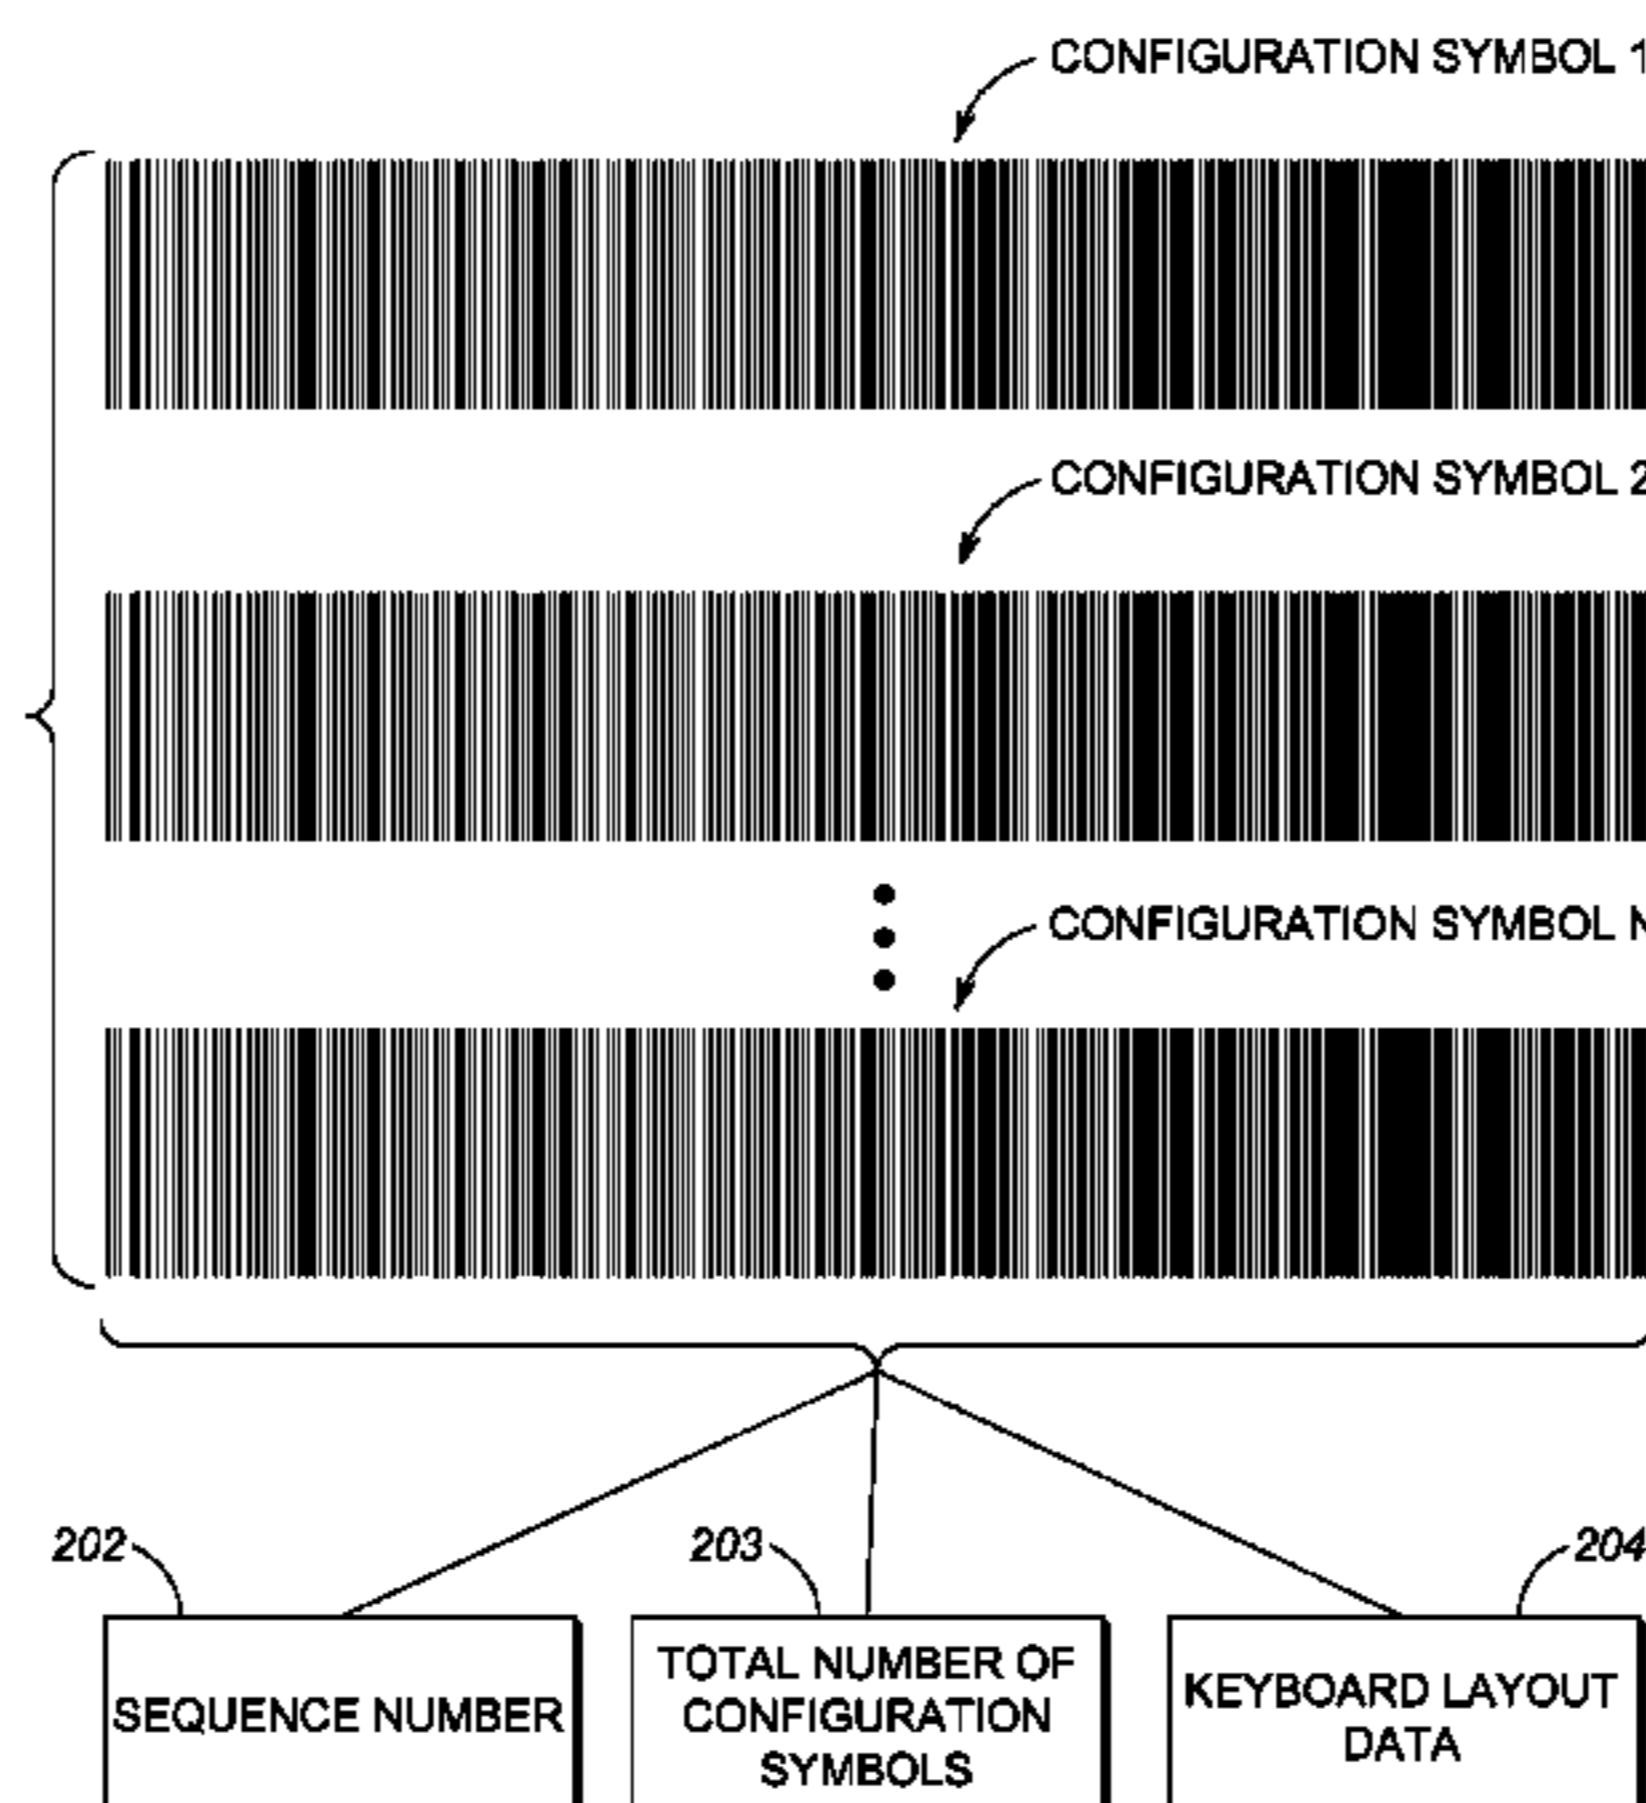 CONFIGURATION SYMBOL 1
CONFIGURATION SYMBOL 2
CONFIGURATION SYMBOL N
202
203
204
SEQUENCE NUMBER
TOTAL NUMBER OF
CONFIGURATION
SYMBOLS
KEYBOARD LAYOUT
DATA